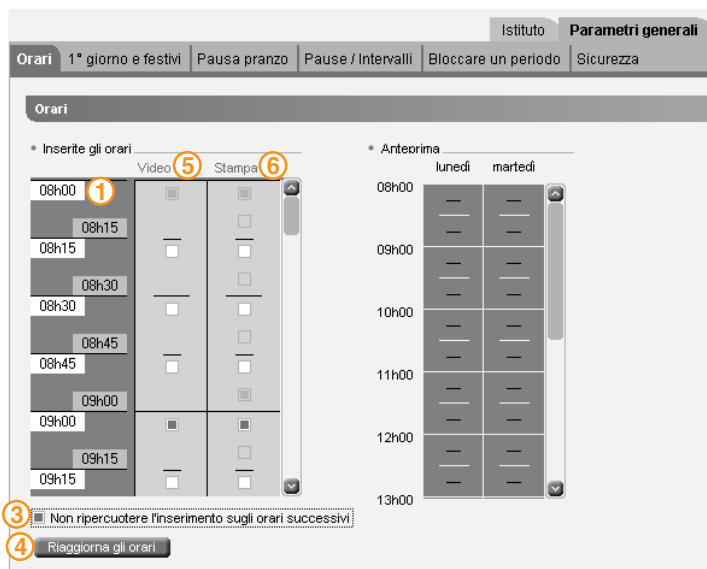 Istituto Parametri generali
Orari 1° giorno e festivi Pausa pranzo Pause / Intervalli Bloccare un periodo Sicurezza
Orari
Inserite gli orari
Video 5 Stampa 6
08h00 1
08h15
08h15
08h30
08h30
08h45
08h45
09h00
09h00
09h15
09h15
3 Non ripercuotere l'inserimento sugli orari successivi
4 Riaggiorna gli orari
Anteprima
lunedì martedì
08h00
09h00
10h00
11h00
12h00
13h00